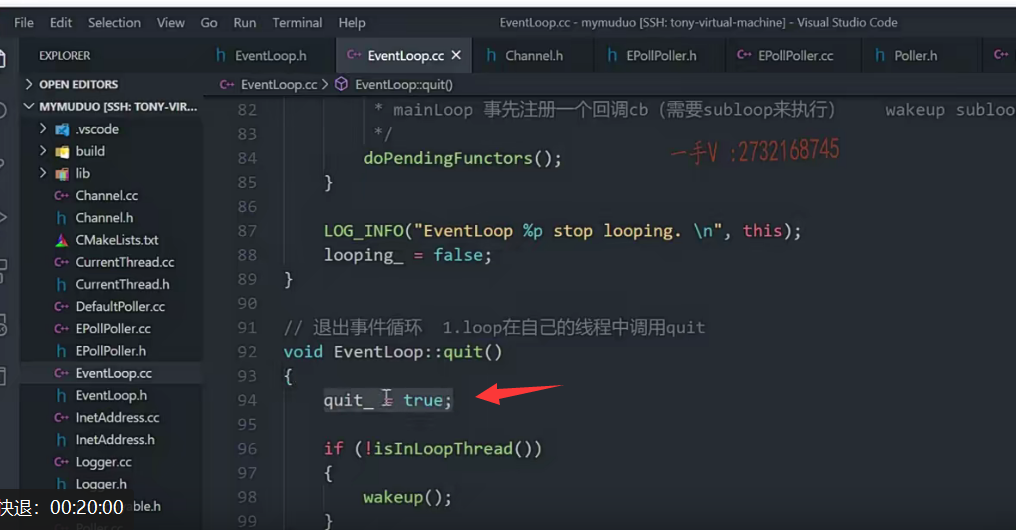 File Edit Selection View Go Run Terminal Help EventLoop.cc - mymuduo [SSH: tony-virtual-machine] - Visual Studio Code
EXPLORER
OPEN EDITORS
MYMUDUO [SSH: TONY-VIR...
.vscode
build
lib
Channel.cc
Channel.h
CMakeLists.txt
CurrentThread.cc
CurrentThread.h
DefaultPoller.cc
EPollPoller.cc
EPollPoller.h
EventLoop.cc
EventLoop.h
InetAddress.cc
InetAddress.h
Logger.cc
Logger.h
ble.h
快退：00:20:00
EventLoop.h EventLoop.cc Channel.h EPollPoller.h EPollPoller.cc Poller.h
EventLoop.cc > EventLoop::quit()
82 * mainLoop 事先注册一个回调cb（需要subloop来执行） wakeup subloo
83 */
84 doPendingFunctors();
一手V :2732168745
85 }
86
87 LOG_INFO("EventLoop %p stop looping. \n", this);
88 looping_ = false;
89 }
90
91 // 退出事件循环 1.loop在自己的线程中调用quit
92 void EventLoop::quit()
93 {
94 quit_ = true;
95
96 if (!isInLoopThread())
97 {
98 wakeup();
99 }